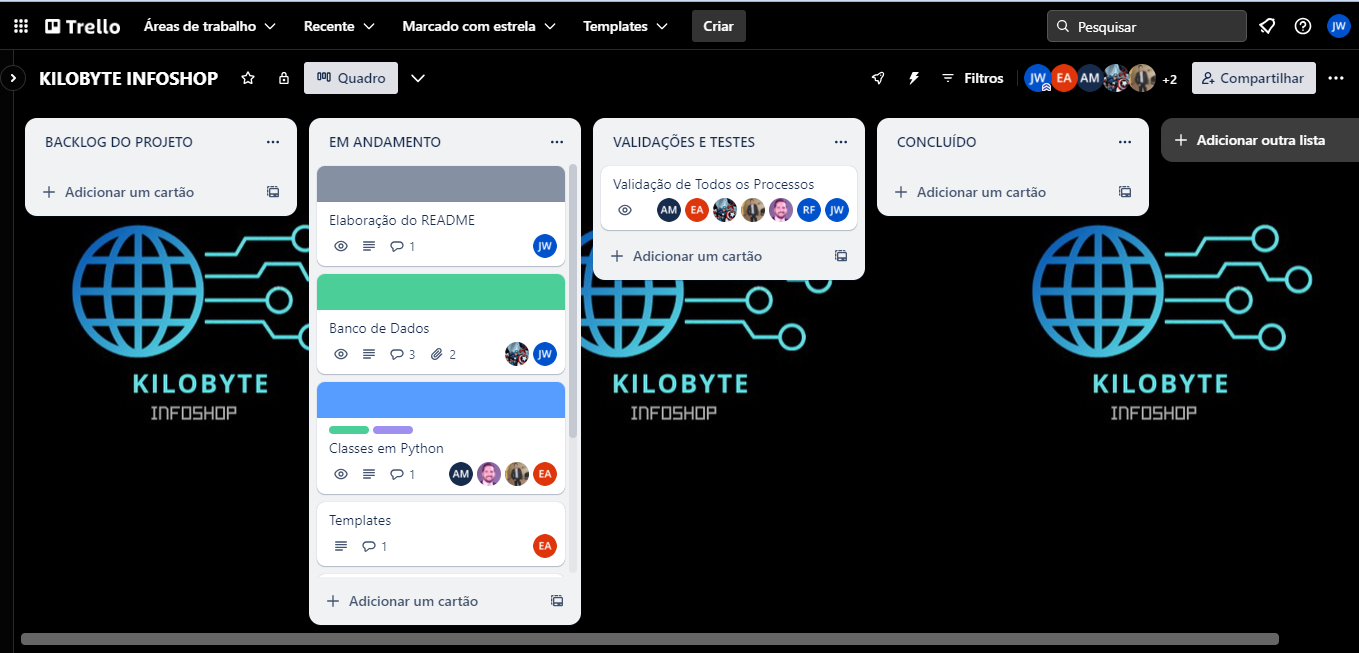 Trello Áreas de trabalho Recente Marcado com estrela Templates Criar Pesquisar JW
KILOBYTE INFOSHOP Quadro Filtros JW EA AM +2 Compartilhar
BACKLOG DO PROJETO
Adicionar um cartão
EM ANDAMENTO
Elaboração do README
1 JW
Banco de Dados
3 2 JW
Classes em Python
1 AM EA
Templates
1 EA
Adicionar um cartão
VALIDAÇÕES E TESTES
Validação de Todos os Processos
AM EA RF JW
Adicionar um cartão
CONCLUÍDO
Adicionar um cartão
Adicionar outra lista
KILOBYTE
INFOSHOP
KILOBYTE
INFOSHOP
KILOBYTE
INFOSHOP